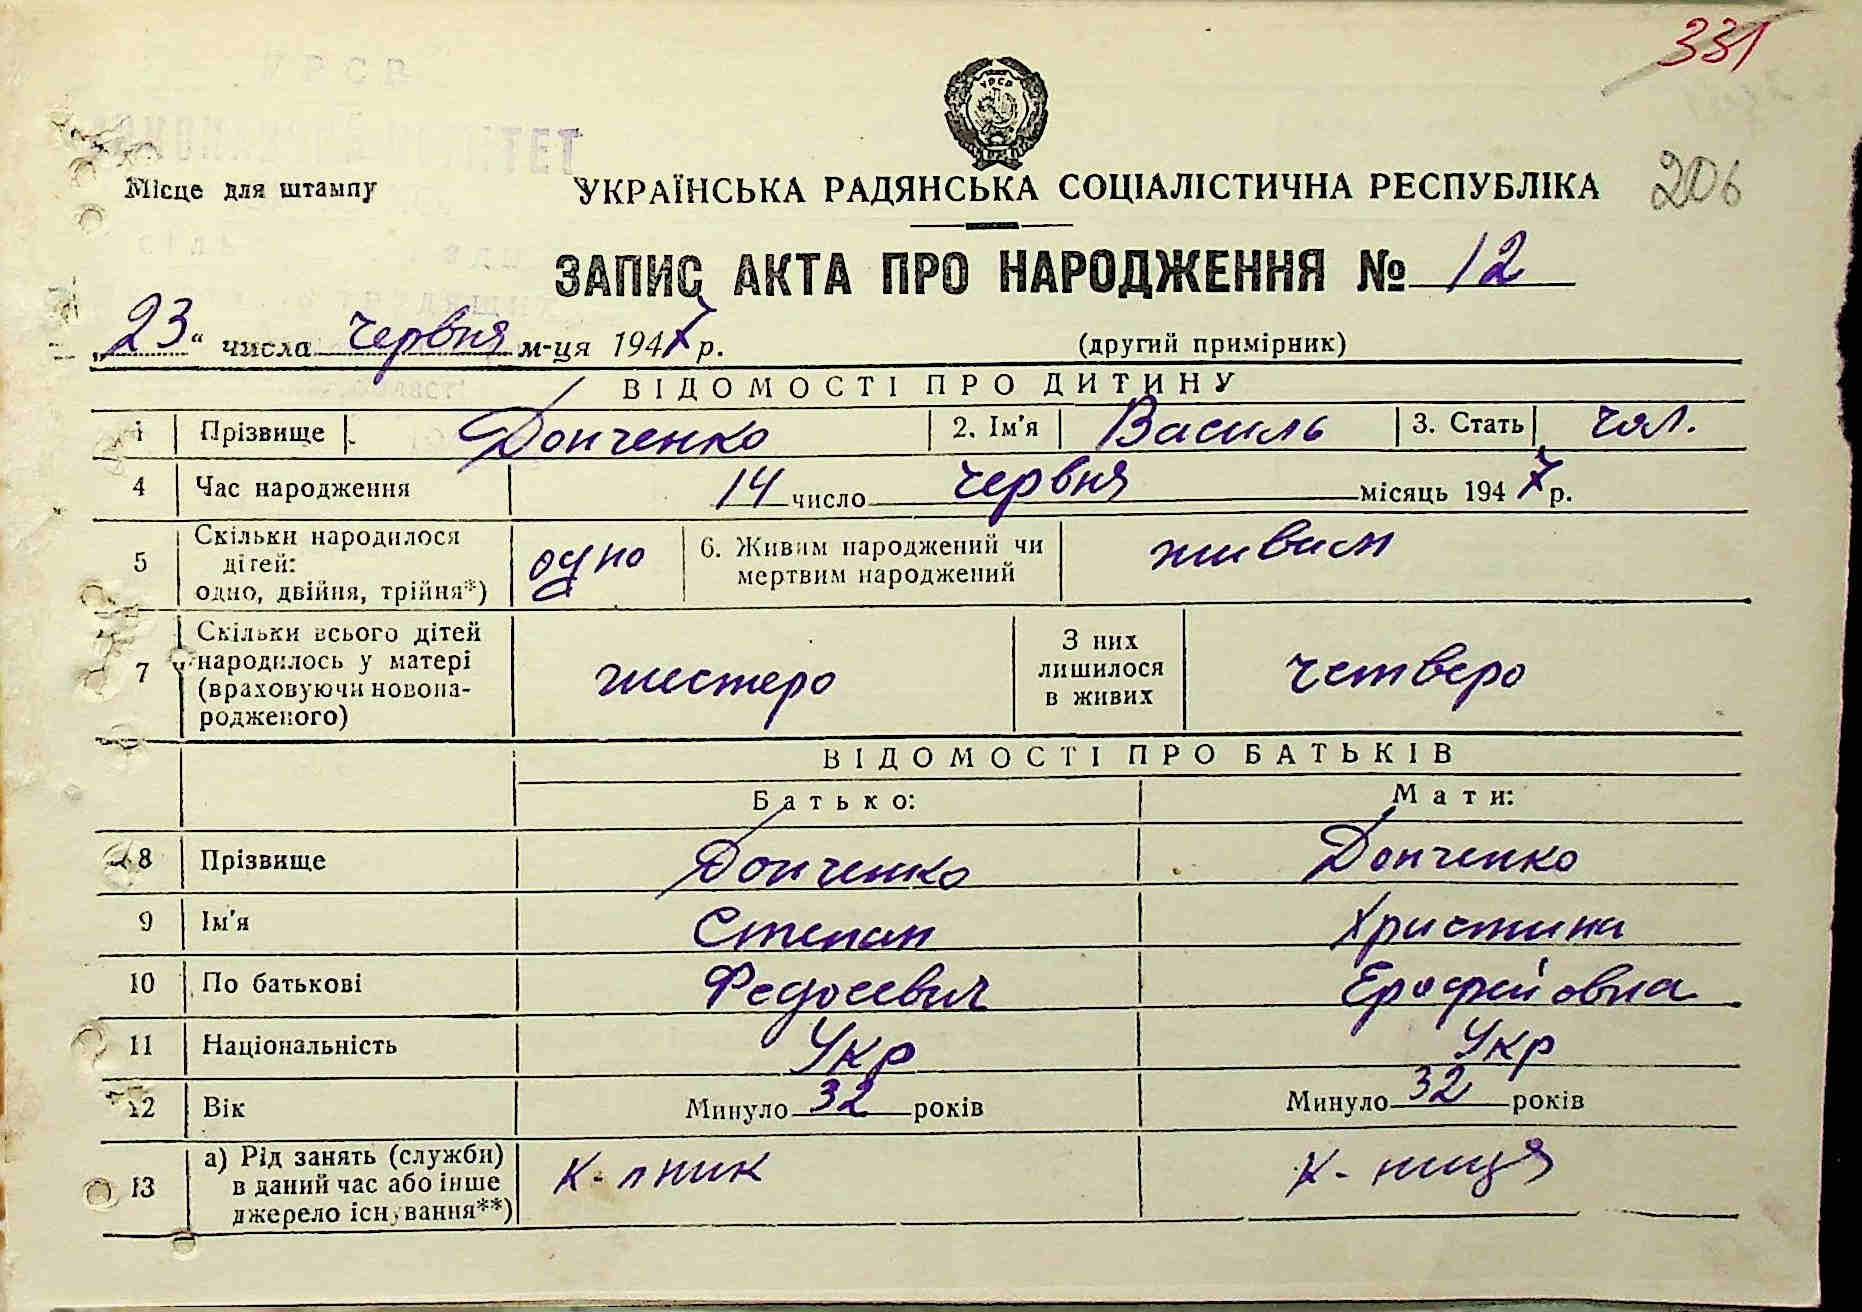 331
УРСР
Місце для штампу
УКРАЇНСЬКА РАДЯНСЬКА СОЦІАЛІСТИЧНА РЕСПУБЛІКА
206
ЗАПИС АКТА ПРО НАРОДЖЕННЯ № 12
„23“ числа червня м-ця 1947 р. (другий примірник)
ВІДОМОСТІ ПРО ДИТИНУ
1 Прізвище Донченко 2. Ім'я Василь 3. Стать чол.
4 Час народження 14 число червня місяць 1947 р.
5 Скільки народилося дітей: одно, двійня, трійня*) одно 6. Живим народжений чи мертвим народжений живим
7 Скільки всього дітей народилось у матері (враховуючи новонародженого) шестеро З них лишилося в живих четверо
ВІДОМОСТІ ПРО БАТЬКІВ
Батько: Мати:
8 Прізвище Донченко Донченко
9 Ім'я Степан Христина
10 По батькові Федосевич Ерофейовна
11 Національність Укр Укр
12 Вік Минуло 32 років Минуло 32 років
13 а) Рід занять (служби) в даний час або інше джерело існування**) к-пник к-ниця